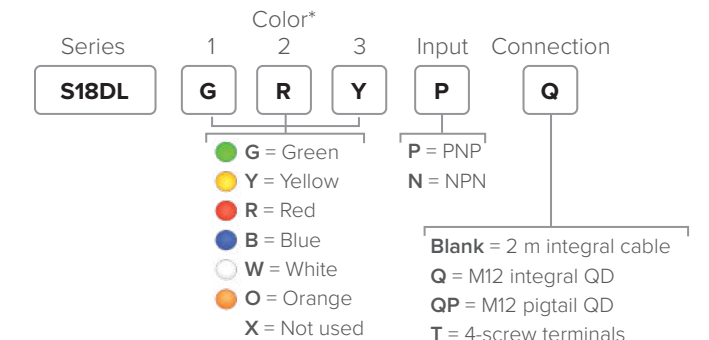 Color*
Series 1 2 3 Input Connection
S18DL G R Y P Q
G = Green
Y = Yellow
R = Red
B = Blue
W = White
O = Orange
X = Not used
P = PNP
N = NPN
Blank = 2 m integral cable
Q = M12 integral QD
QP = M12 pigtail QD
T = 4-screw terminals